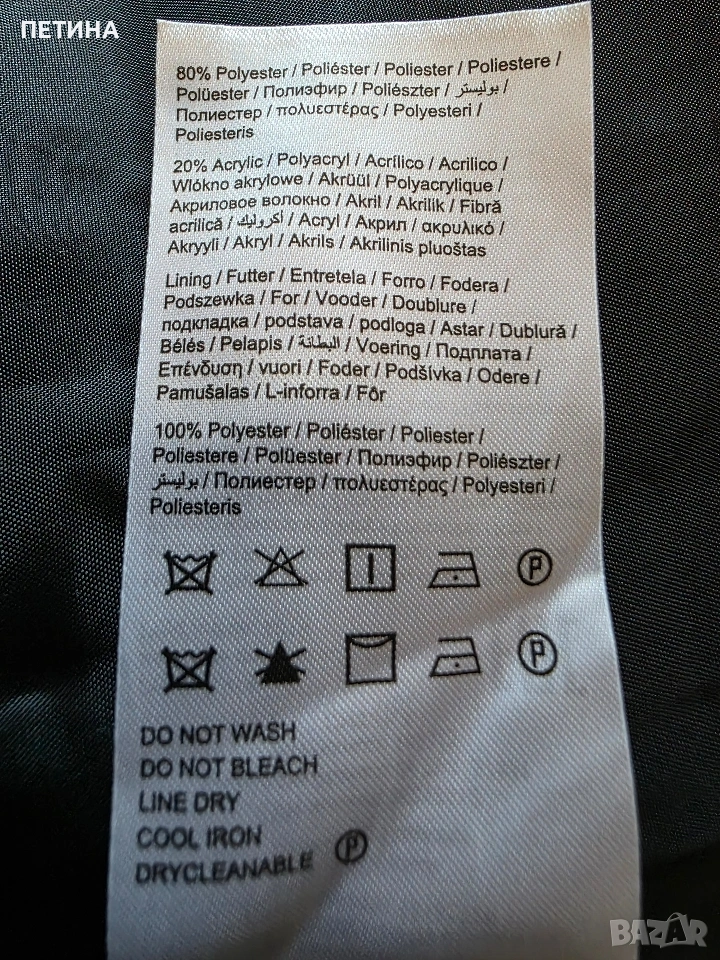 ПЕТИНА
80% Polyester / Poliéster / Poliester / Poliestere /
Polüester / Полиэфир / Poliészter / بوليستر /
Полиестер / πολυεστέρας / Polyesteri /
Poliesteris
20% Acrylic / Polyacryl / Acrílico / Acrilico /
Wlókno akrylowe / Akrüül / Polyacrylique /
Акриловое волокно / Akril / Akrilik / Fibră
acrilică / أكروليك / Acryl / Акрил / ακρυλικό /
Akryyli / Akryl / Akrils / Akrilinis pluoštas
Lining / Futter / Entretela / Forro / Fodera /
Podszewka / For / Vooder / Doublure /
подкладка / podstava / podloga / Astar / Dublură /
Bélés / Pelapis / البطانة / Voering / Подплата /
Επένδυση / vuori / Foder / Podšívka / Odere /
Pamušalas / L-inforra / Fôr
100% Polyester / Poliéster / Poliester /
Poliestere / Polüester / Полиэфир / Poliészter /
بوليستر / Полиестер / πολυεστέρας / Polyesteri /
Poliesteris
P
P
DO NOT WASH
DO NOT BLEACH
LINE DRY
COOL IRON
DRYCLEANABLE P
BAZAR